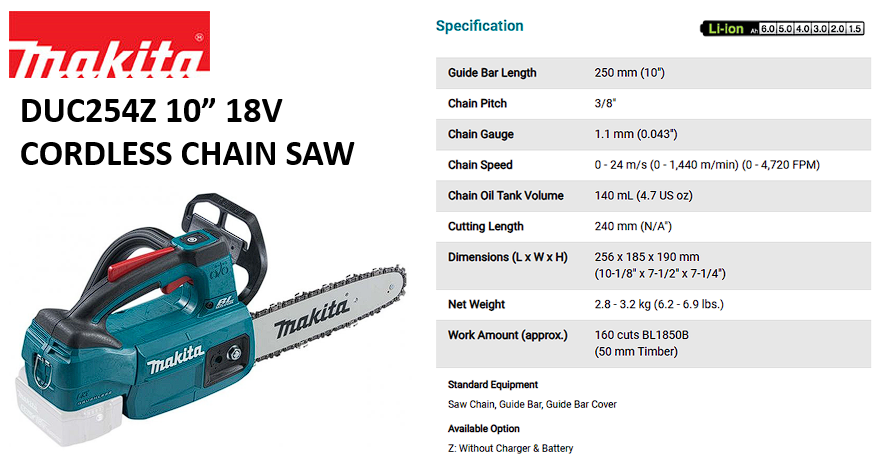 makita®
DUC254Z 10” 18V
CORDLESS CHAIN SAW
BL
makita
makita
Specification
Li-ion Ah 6.0 5.0 4.0 3.0 2.0 1.5
Guide Bar Length 250 mm (10")
Chain Pitch 3/8"
Chain Gauge 1.1 mm (0.043")
Chain Speed 0 - 24 m/s (0 - 1,440 m/min) (0 - 4,720 FPM)
Chain Oil Tank Volume 140 mL (4.7 US oz)
Cutting Length 240 mm (N/A")
Dimensions (L x W x H) 256 x 185 x 190 mm
(10-1/8" x 7-1/2" x 7-1/4")
Net Weight 2.8 - 3.2 kg (6.2 - 6.9 lbs.)
Work Amount (approx.) 160 cuts BL1850B
(50 mm Timber)
Standard Equipment
Saw Chain, Guide Bar, Guide Bar Cover
Available Option
Z: Without Charger & Battery